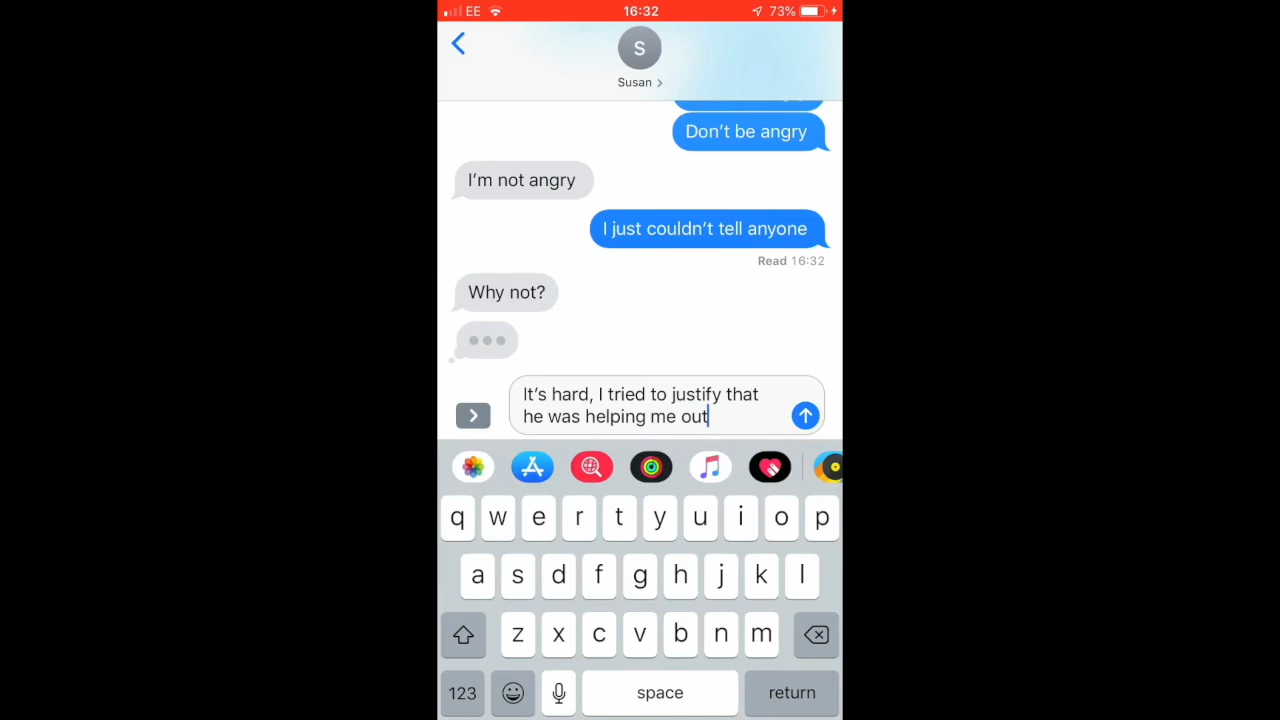 EE 16:32 73%
S
Susan
Don’t be angry
I’m not angry
I just couldn’t tell anyone
Read 16:32
Why not?
It’s hard, I tried to justify that
he was helping me out
q w e r t y u i o p
a s d f g h j k l
z x c v b n m
123 space return